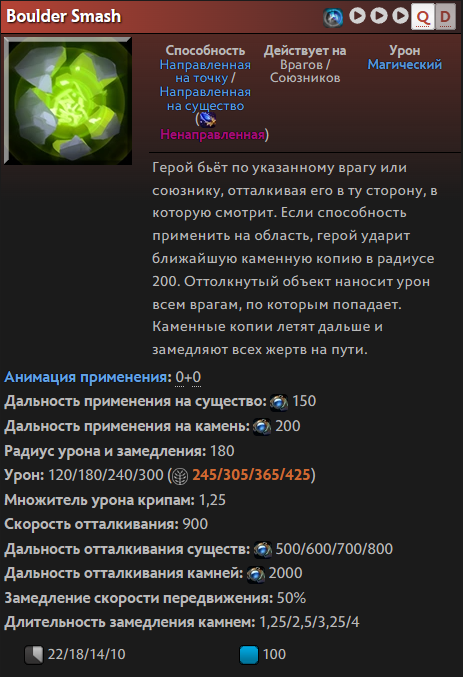 Boulder Smash
Q D
Способность
Направленная
на точку /
Направленная
на существо
(
Ненаправленная)
Действует на
Врагов /
Союзников
Урон
Магический
Герой бьёт по указанному врагу или
союзнику, отталкивая его в ту сторону, в
которую смотрит. Если способность
применить на область, герой ударит
ближайшую каменную копию в радиусе
200. Оттолкнутый объект наносит урон
всем врагам, по которым попадает.
Каменные копии летят дальше и
замедляют всех жертв на пути.
Анимация применения: 0+0
Дальность применения на существо: 150
Дальность применения на камень: 200
Радиус урона и замедления: 180
Урон: 120/180/240/300 ( 245/305/365/425)
Множитель урона крипам: 1,25
Скорость отталкивания: 900
Дальность отталкивания существ: 500/600/700/800
Дальность отталкивания камней: 2000
Замедление скорости передвижения: 50%
Длительность замедления камнем: 1,25/2,5/3,25/4
22/18/14/10 100